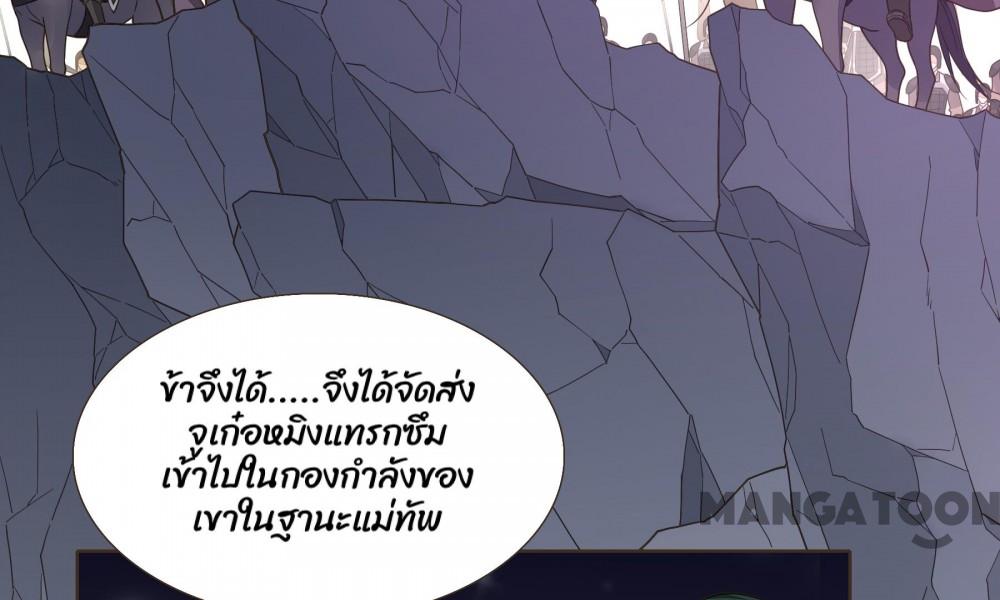 ข้าจึงได้.....จึงได้จัดส่ง
จูเก๋อหมิงแทรกซึม
เข้าไปในกองกำลังของ
เขาในฐานะแม่ทัพ
MANGATOON